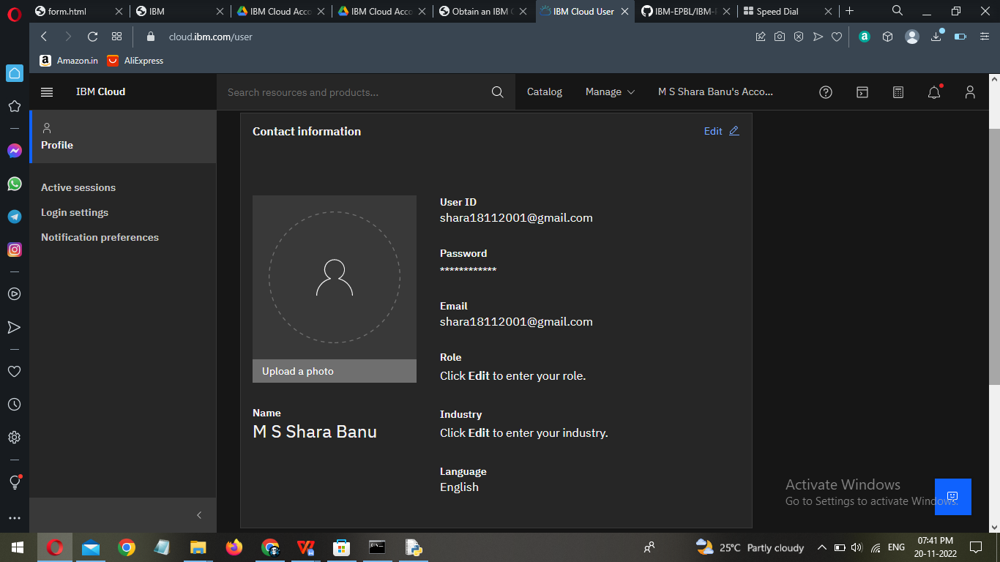 form.html
IBM
IBM Cloud Acco
IBM Cloud Acco
Obtain an IBM C
IBM Cloud User
IBM-EPBL/IBM-P
Speed Dial
cloud.ibm.com/user
Amazon.in
AliExpress
IBM Cloud
Search resources and products...
Catalog
Manage
M S Shara Banu's Acco...
Profile
Active sessions
Login settings
Notification preferences
Contact information
Edit
Upload a photo
Name
M S Shara Banu
User ID
shara18112001@gmail.com
Password
************
Email
shara18112001@gmail.com
Role
Click Edit to enter your role.
Industry
Click Edit to enter your industry.
Language
English
Activate Windows
Go to Settings to activate Windows.
25°C Partly cloudy
ENG
07:41 PM
20-11-2022